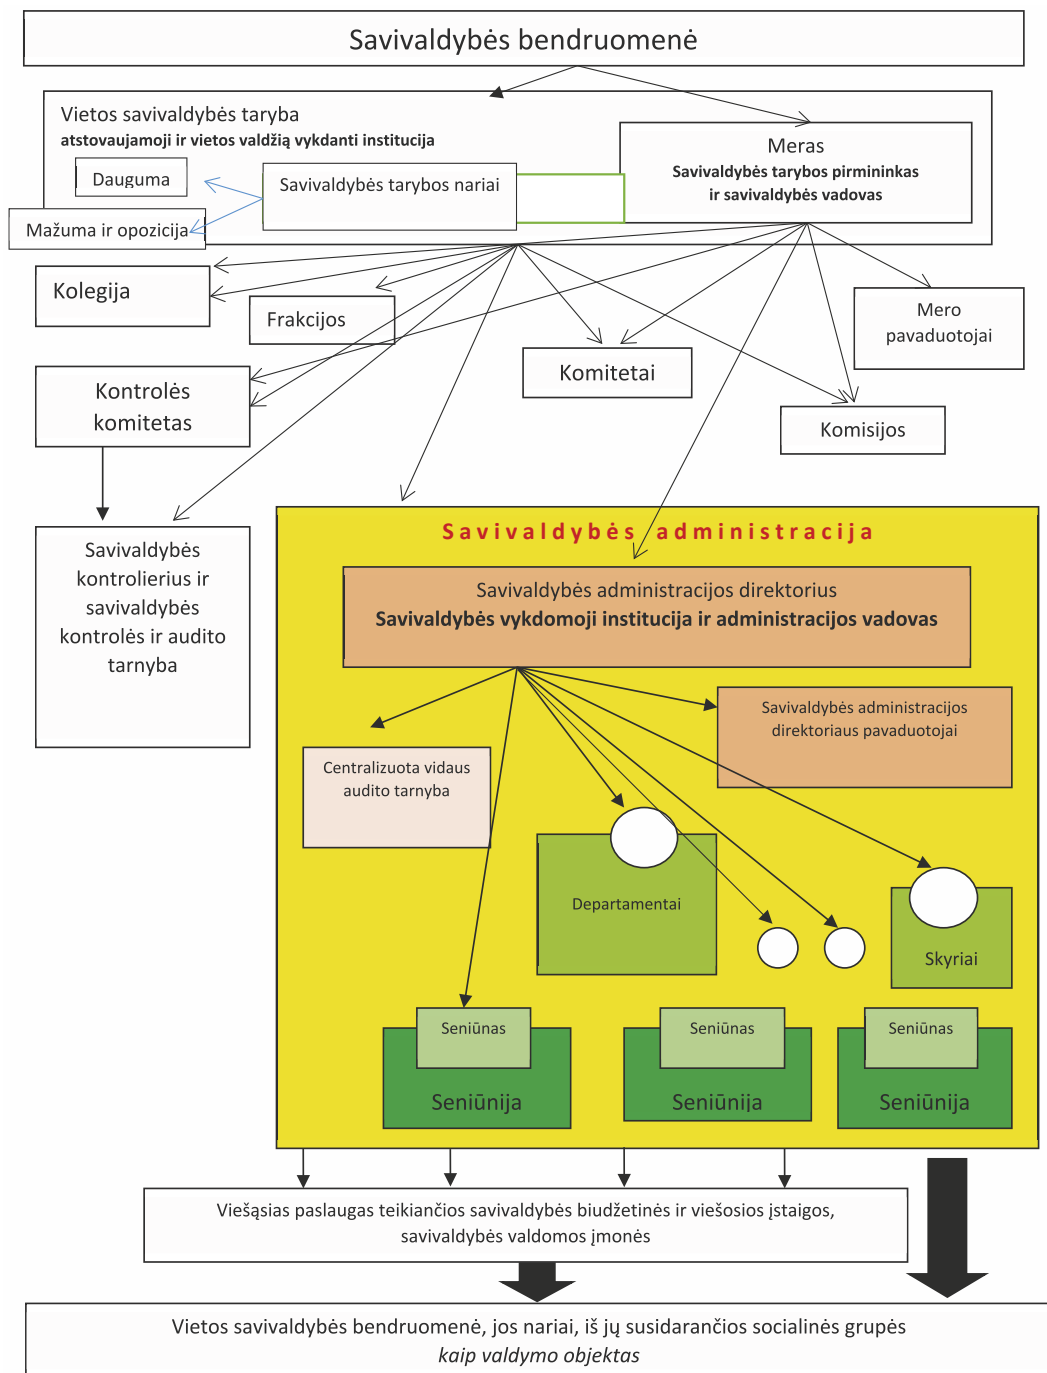 Savivaldybės bendruomenė
Vietos savivaldybės taryba
atstovaujamoji ir vietos valdžią vykdanti institucija
Meras
Savivaldybės tarybos pirmininkas
ir savivaldybės vadovas
Dauguma
Savivaldybės tarybos nariai
Mažuma ir opozicija
Kolegija
Frakcijos
Mero
pavaduotojai
Komitetai
Kontrolės
komitetas
Komisijos
Savivaldybės
kontrolierius ir
savivaldybės
kontrolės ir audito
tarnyba
Savivaldybės administracija
Savivaldybės administracijos direktorius
Savivaldybės vykdomoji institucija ir administracijos vadovas
Savivaldybės administracijos
direktoriaus pavaduotojai
Centralizuota vidaus
audito tarnyba
Departamentai
Skyriai
Seniūnas
Seniūnas
Seniūnas
Seniūnija
Seniūnija
Seniūnija
Viešąsias paslaugas teikiančios savivaldybės biudžetinės ir viešosios įstaigos,
savivaldybės valdomos įmonės
Vietos savivaldybės bendruomenė, jos nariai, iš jų susidarančios socialinės grupės
kaip valdymo objektas